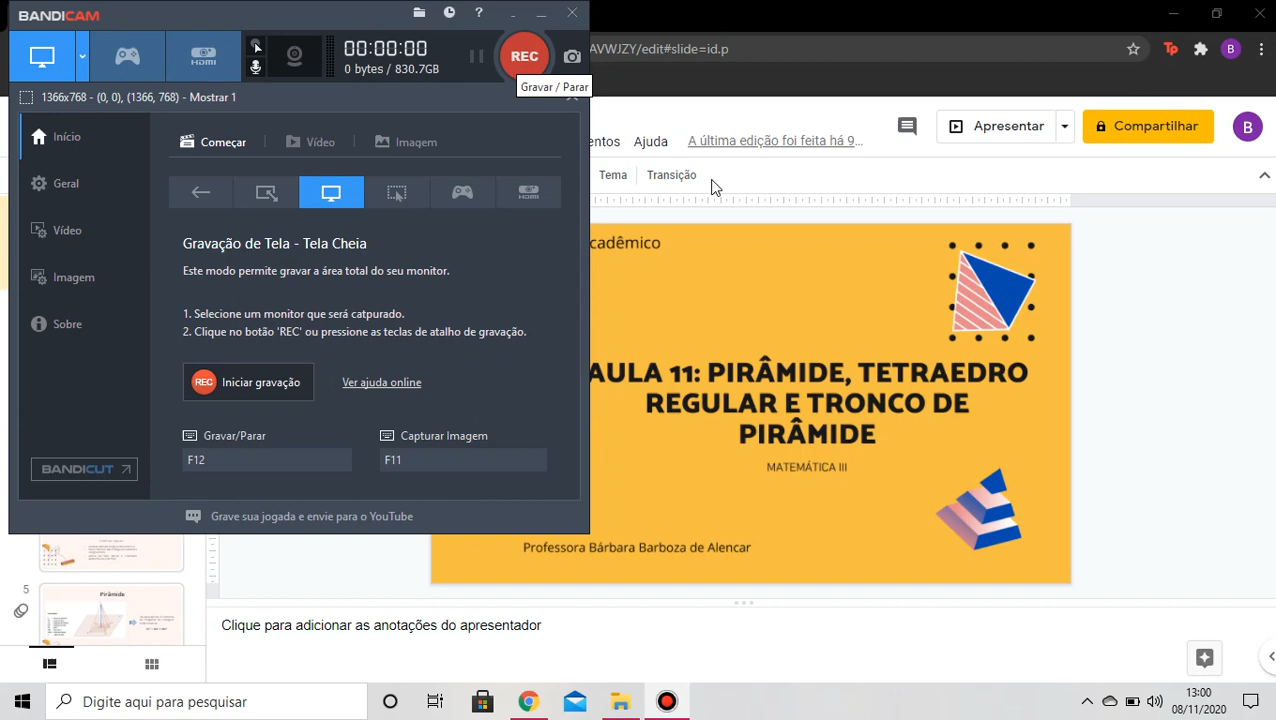 BANDICAM
?
HDMI
00:00:00
0 bytes / 830.7GB
REC
Gravar / Parar
1366x768 - (0, 0), (1366, 768) - Mostrar 1
Início
Geral
Vídeo
Imagem
Sobre
BANDICUT
Começar
Vídeo
Imagem
HDMI
Gravação de Tela - Tela Cheia
Este modo permite gravar a área total do seu monitor.
1. Selecione um monitor que será catpurado.
2. Clique no botão 'REC' ou pressione as teclas de atalho de gravação.
REC Iniciar gravação
Ver ajuda online
Gravar/Parar
Capturar Imagem
F12
F11
Grave sua jogada e envie para o YouTube
AVWJZY/edit#slide=id.p
B
entos Ajuda A última edição foi feita há 9...
Apresentar
Compartilhar
B
Tema
Transição
cadêmico
AULA 11: PIRÂMIDE, TETRAEDRO
REGULAR E TRONCO DE
PIRÂMIDE
MATEMÁTICA III
Professora Bárbara Barboza de Alencar
5
Pirâmide
Clique para adicionar as anotações do apresentador
Digite aqui para pesquisar
13:00
08/11/2020